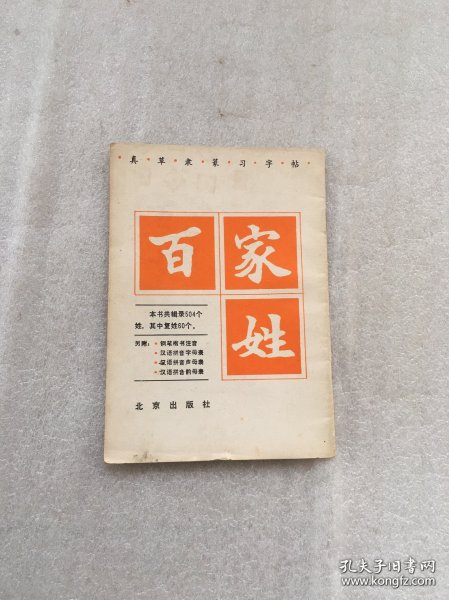 ·真·草·隶·篆·习·字·帖·
百家
姓
本书共辑录504个
姓，其中复姓60个。
另附：·钢笔楷书注音
·汉语拼音字母表
·汉语拼音声母表
·汉语拼音韵母表
北京出版社
孔夫子旧书网
www.kongfz.com